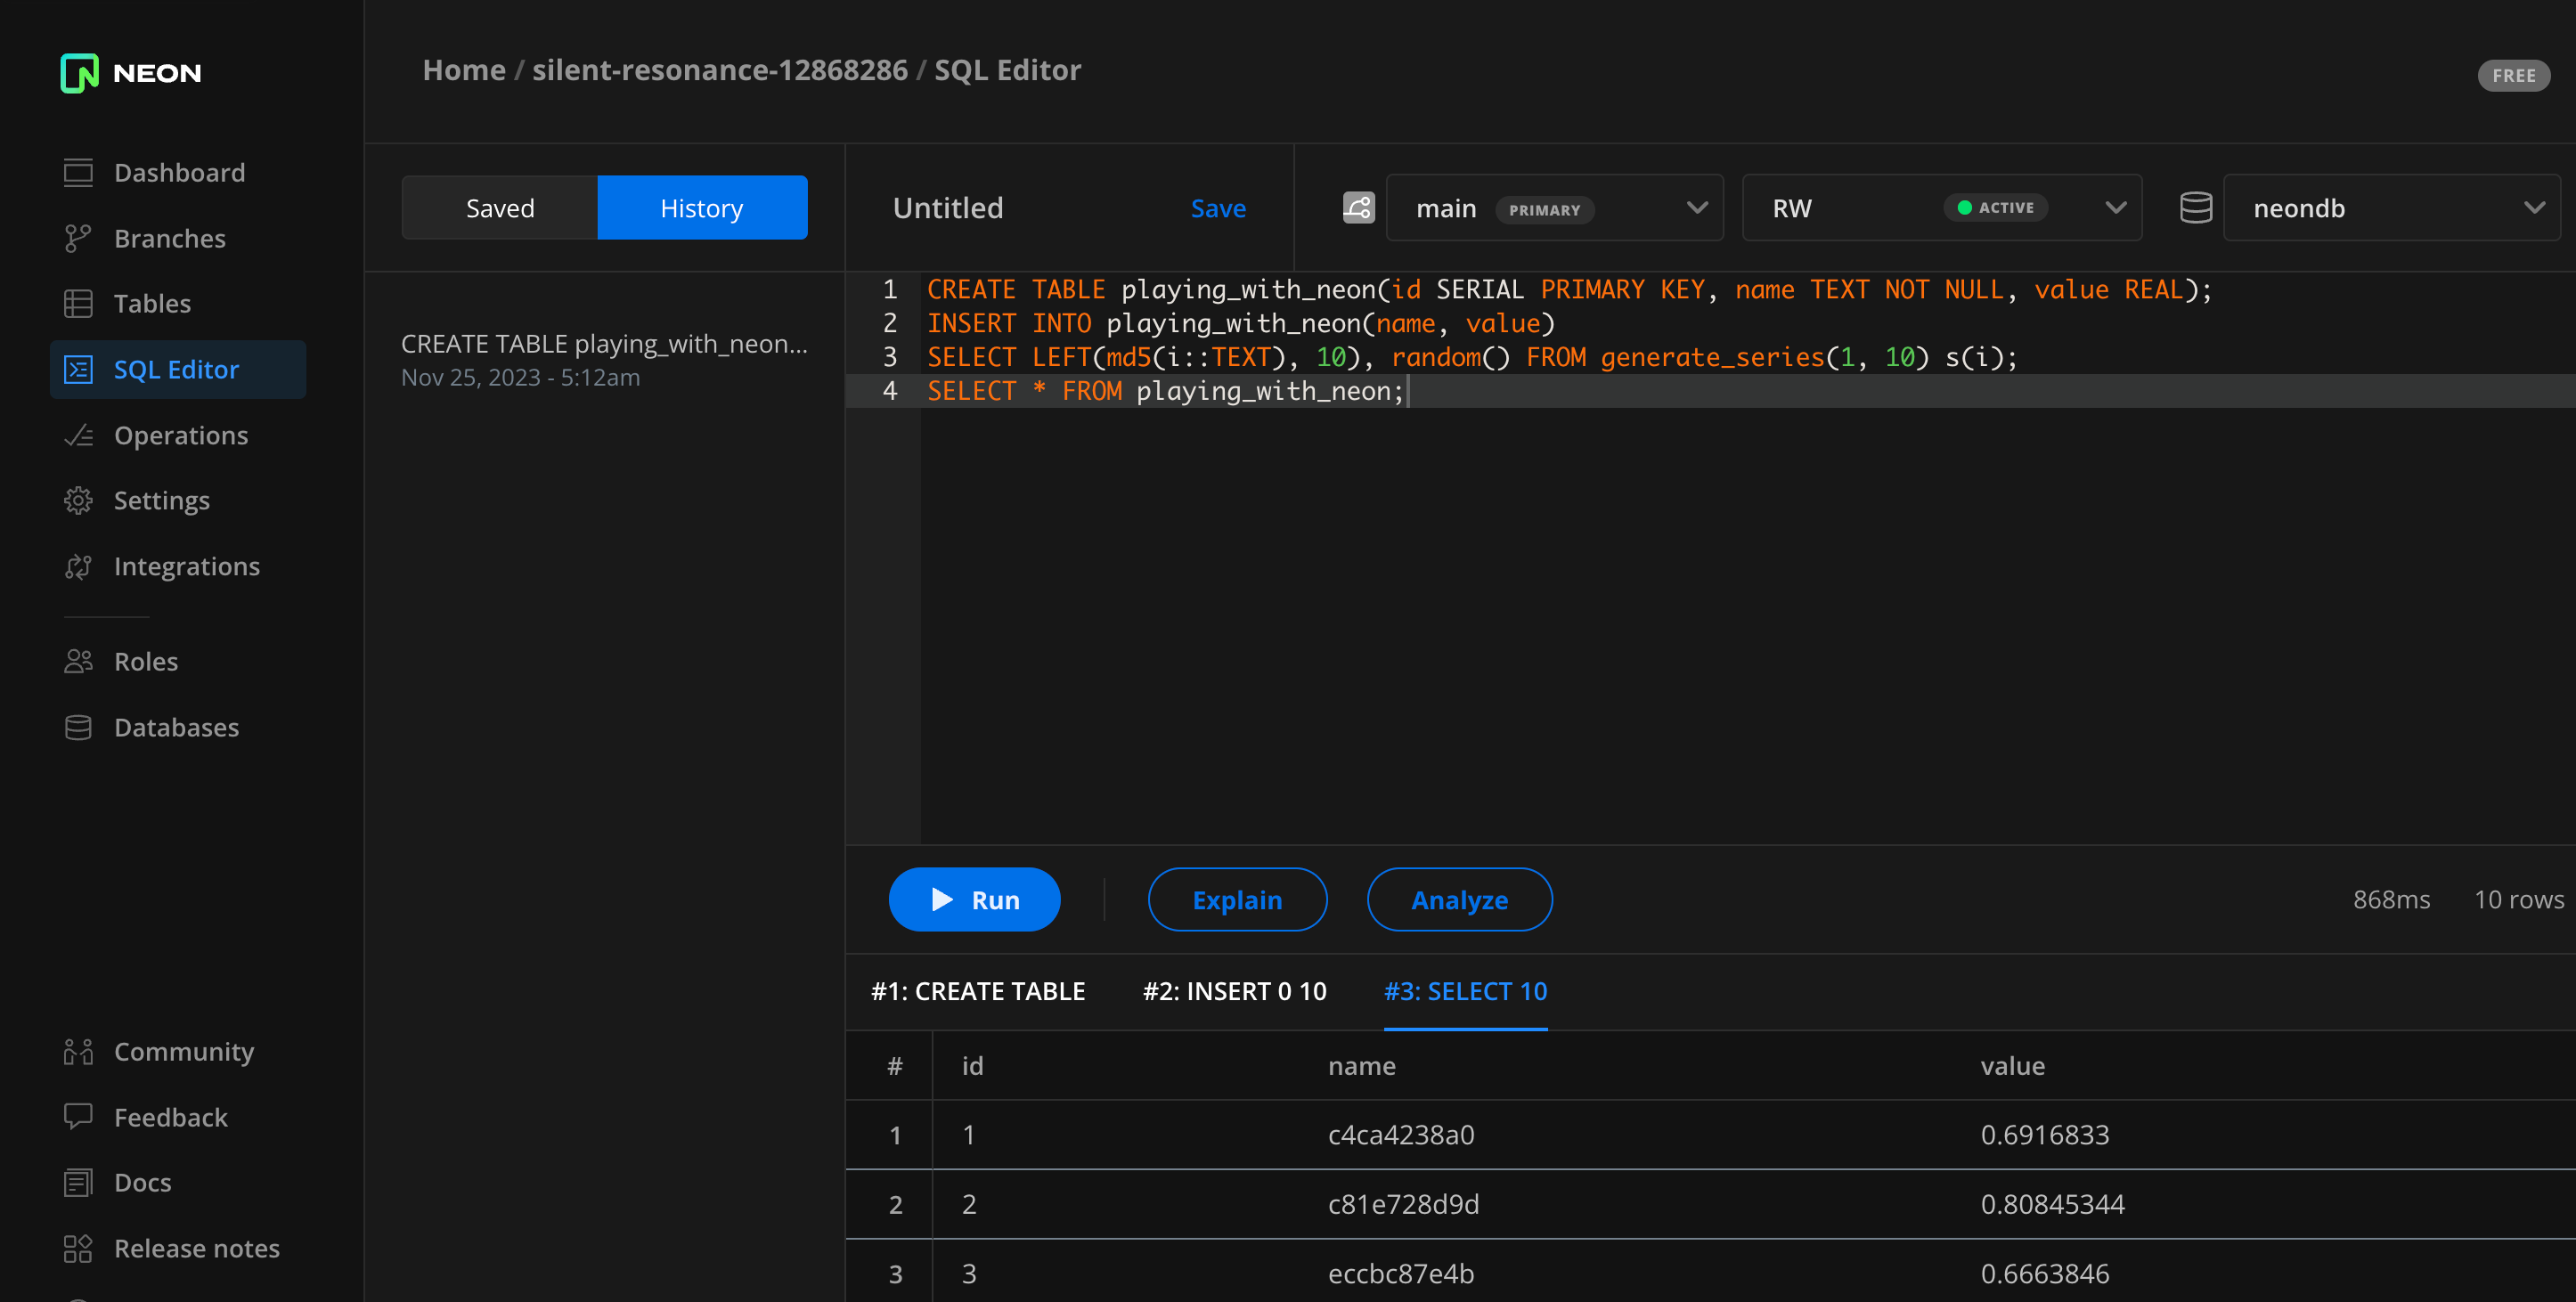 NEON
Home / silent-resonance-12868286 / SQL Editor
FREE
Dashboard
Branches
Tables
SQL Editor
Operations
Settings
Integrations
Roles
Databases
Community
Feedback
Docs
Release notes
Saved
History
CREATE TABLE playing_with_neon...
Nov 25, 2023 - 5:12am
Untitled
Save
main PRIMARY
RW ACTIVE
neondb
1 CREATE TABLE playing_with_neon(id SERIAL PRIMARY KEY, name TEXT NOT NULL, value REAL);
2 INSERT INTO playing_with_neon(name, value)
3 SELECT LEFT(md5(i::TEXT), 10), random() FROM generate_series(1, 10) s(i);
4 SELECT * FROM playing_with_neon;
Run
Explain
Analyze
868ms
10 rows
#1: CREATE TABLE
#2: INSERT 0 10
#3: SELECT 10
# id name value
1 1 c4ca4238a0 0.6916833
2 2 c81e728d9d 0.80845344
3 3 eccbc87e4b 0.6663846